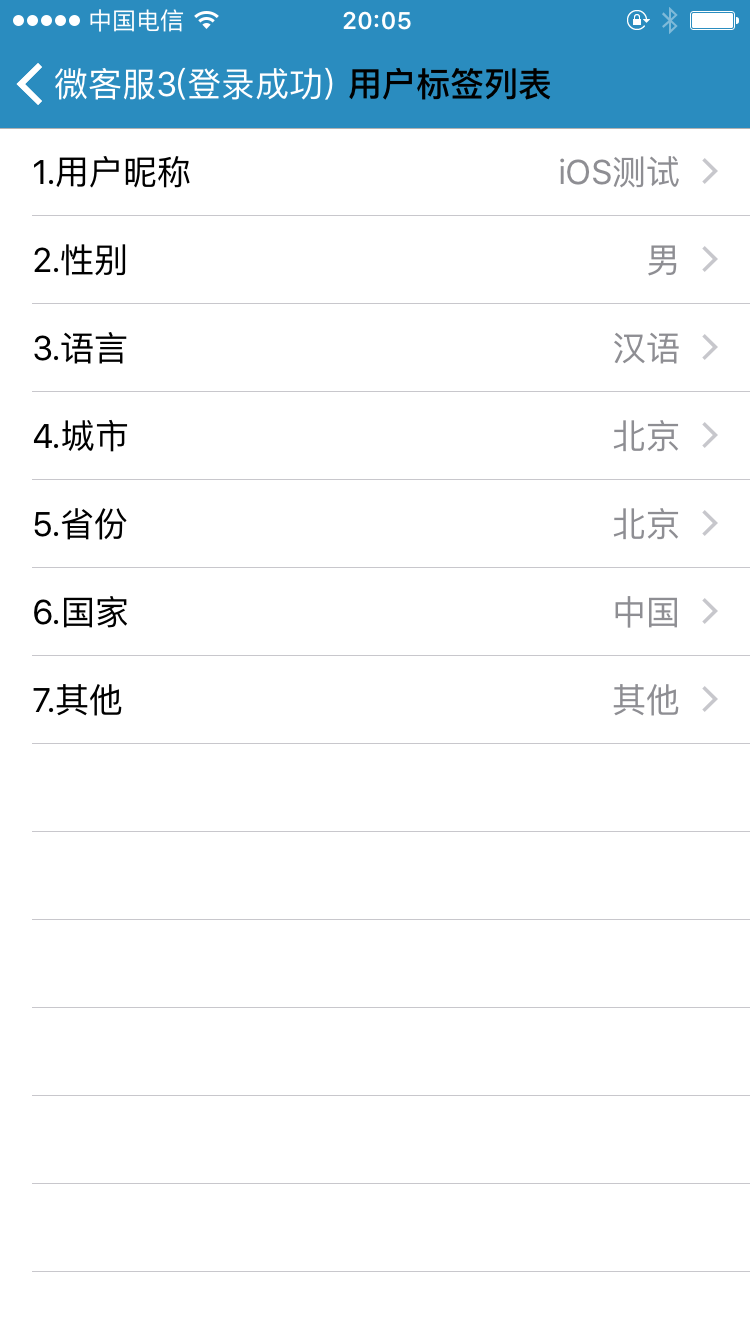 中国电信 20:05
微客服3(登录成功) 用户标签列表
1.用户昵称 iOS测试
2.性别 男
3.语言 汉语
4.城市 北京
5.省份 北京
6.国家 中国
7.其他 其他